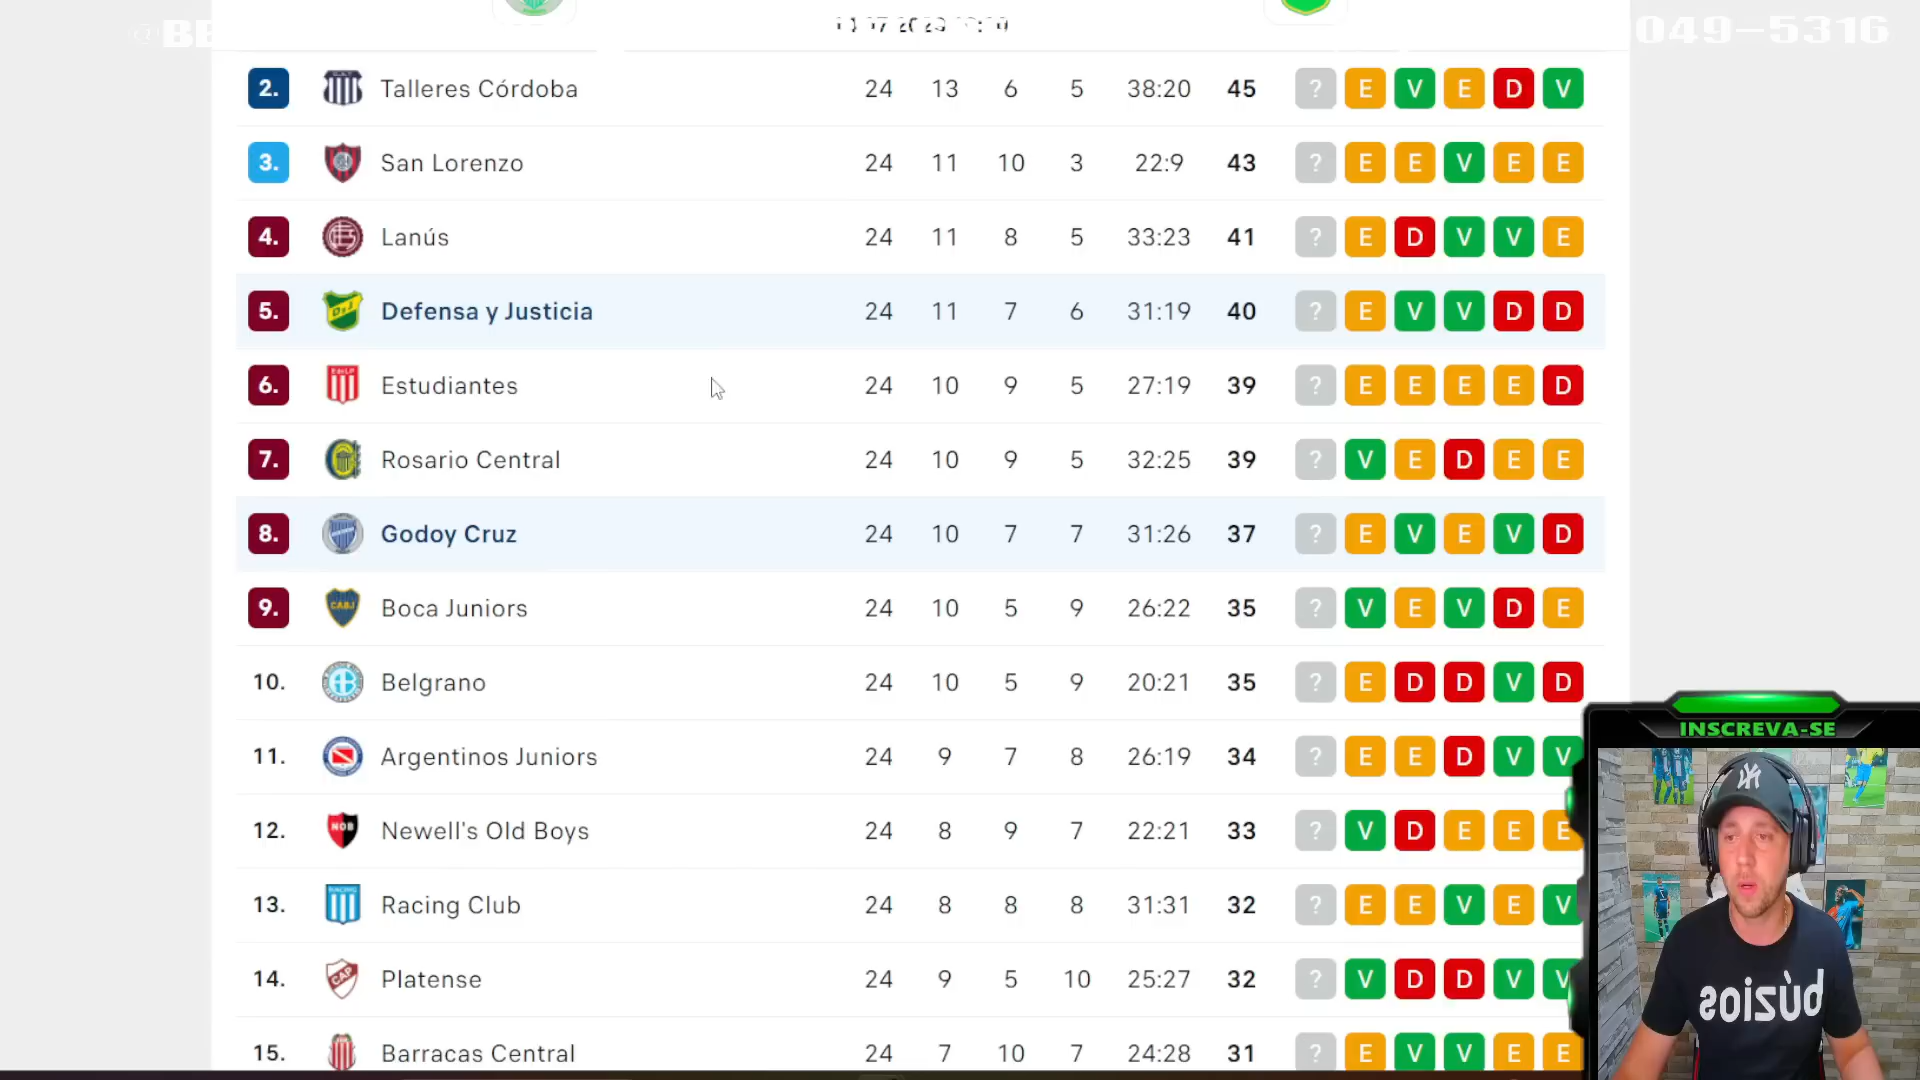 @BE
049-5316
2. Talleres Córdoba 24 13 6 5 38:20 45 ? E V E D V
3. San Lorenzo 24 11 10 3 22:9 43 ? E E V E E
4. Lanús 24 11 8 5 33:23 41 ? E D V V E
5. Defensa y Justicia 24 11 7 6 31:19 40 ? E V V D D
6. Estudiantes 24 10 9 5 27:19 39 ? E E E E D
7. Rosario Central 24 10 9 5 32:25 39 ? V E D E E
8. Godoy Cruz 24 10 7 7 31:26 37 ? E V E V D
9. Boca Juniors 24 10 5 9 26:22 35 ? V E V D E
10. Belgrano 24 10 5 9 20:21 35 ? E D D V D
11. Argentinos Juniors 24 9 7 8 26:19 34 ? E E D V V
12. Newell's Old Boys 24 8 9 7 22:21 33 ? V D E E E
13. Racing Club 24 8 8 8 31:31 32 ? E E V E V
14. Platense 24 9 5 10 25:27 32 ? V D D V V
15. Barracas Central 24 7 10 7 24:28 31 ? E V V E E
INSCREVA-SE
búzios